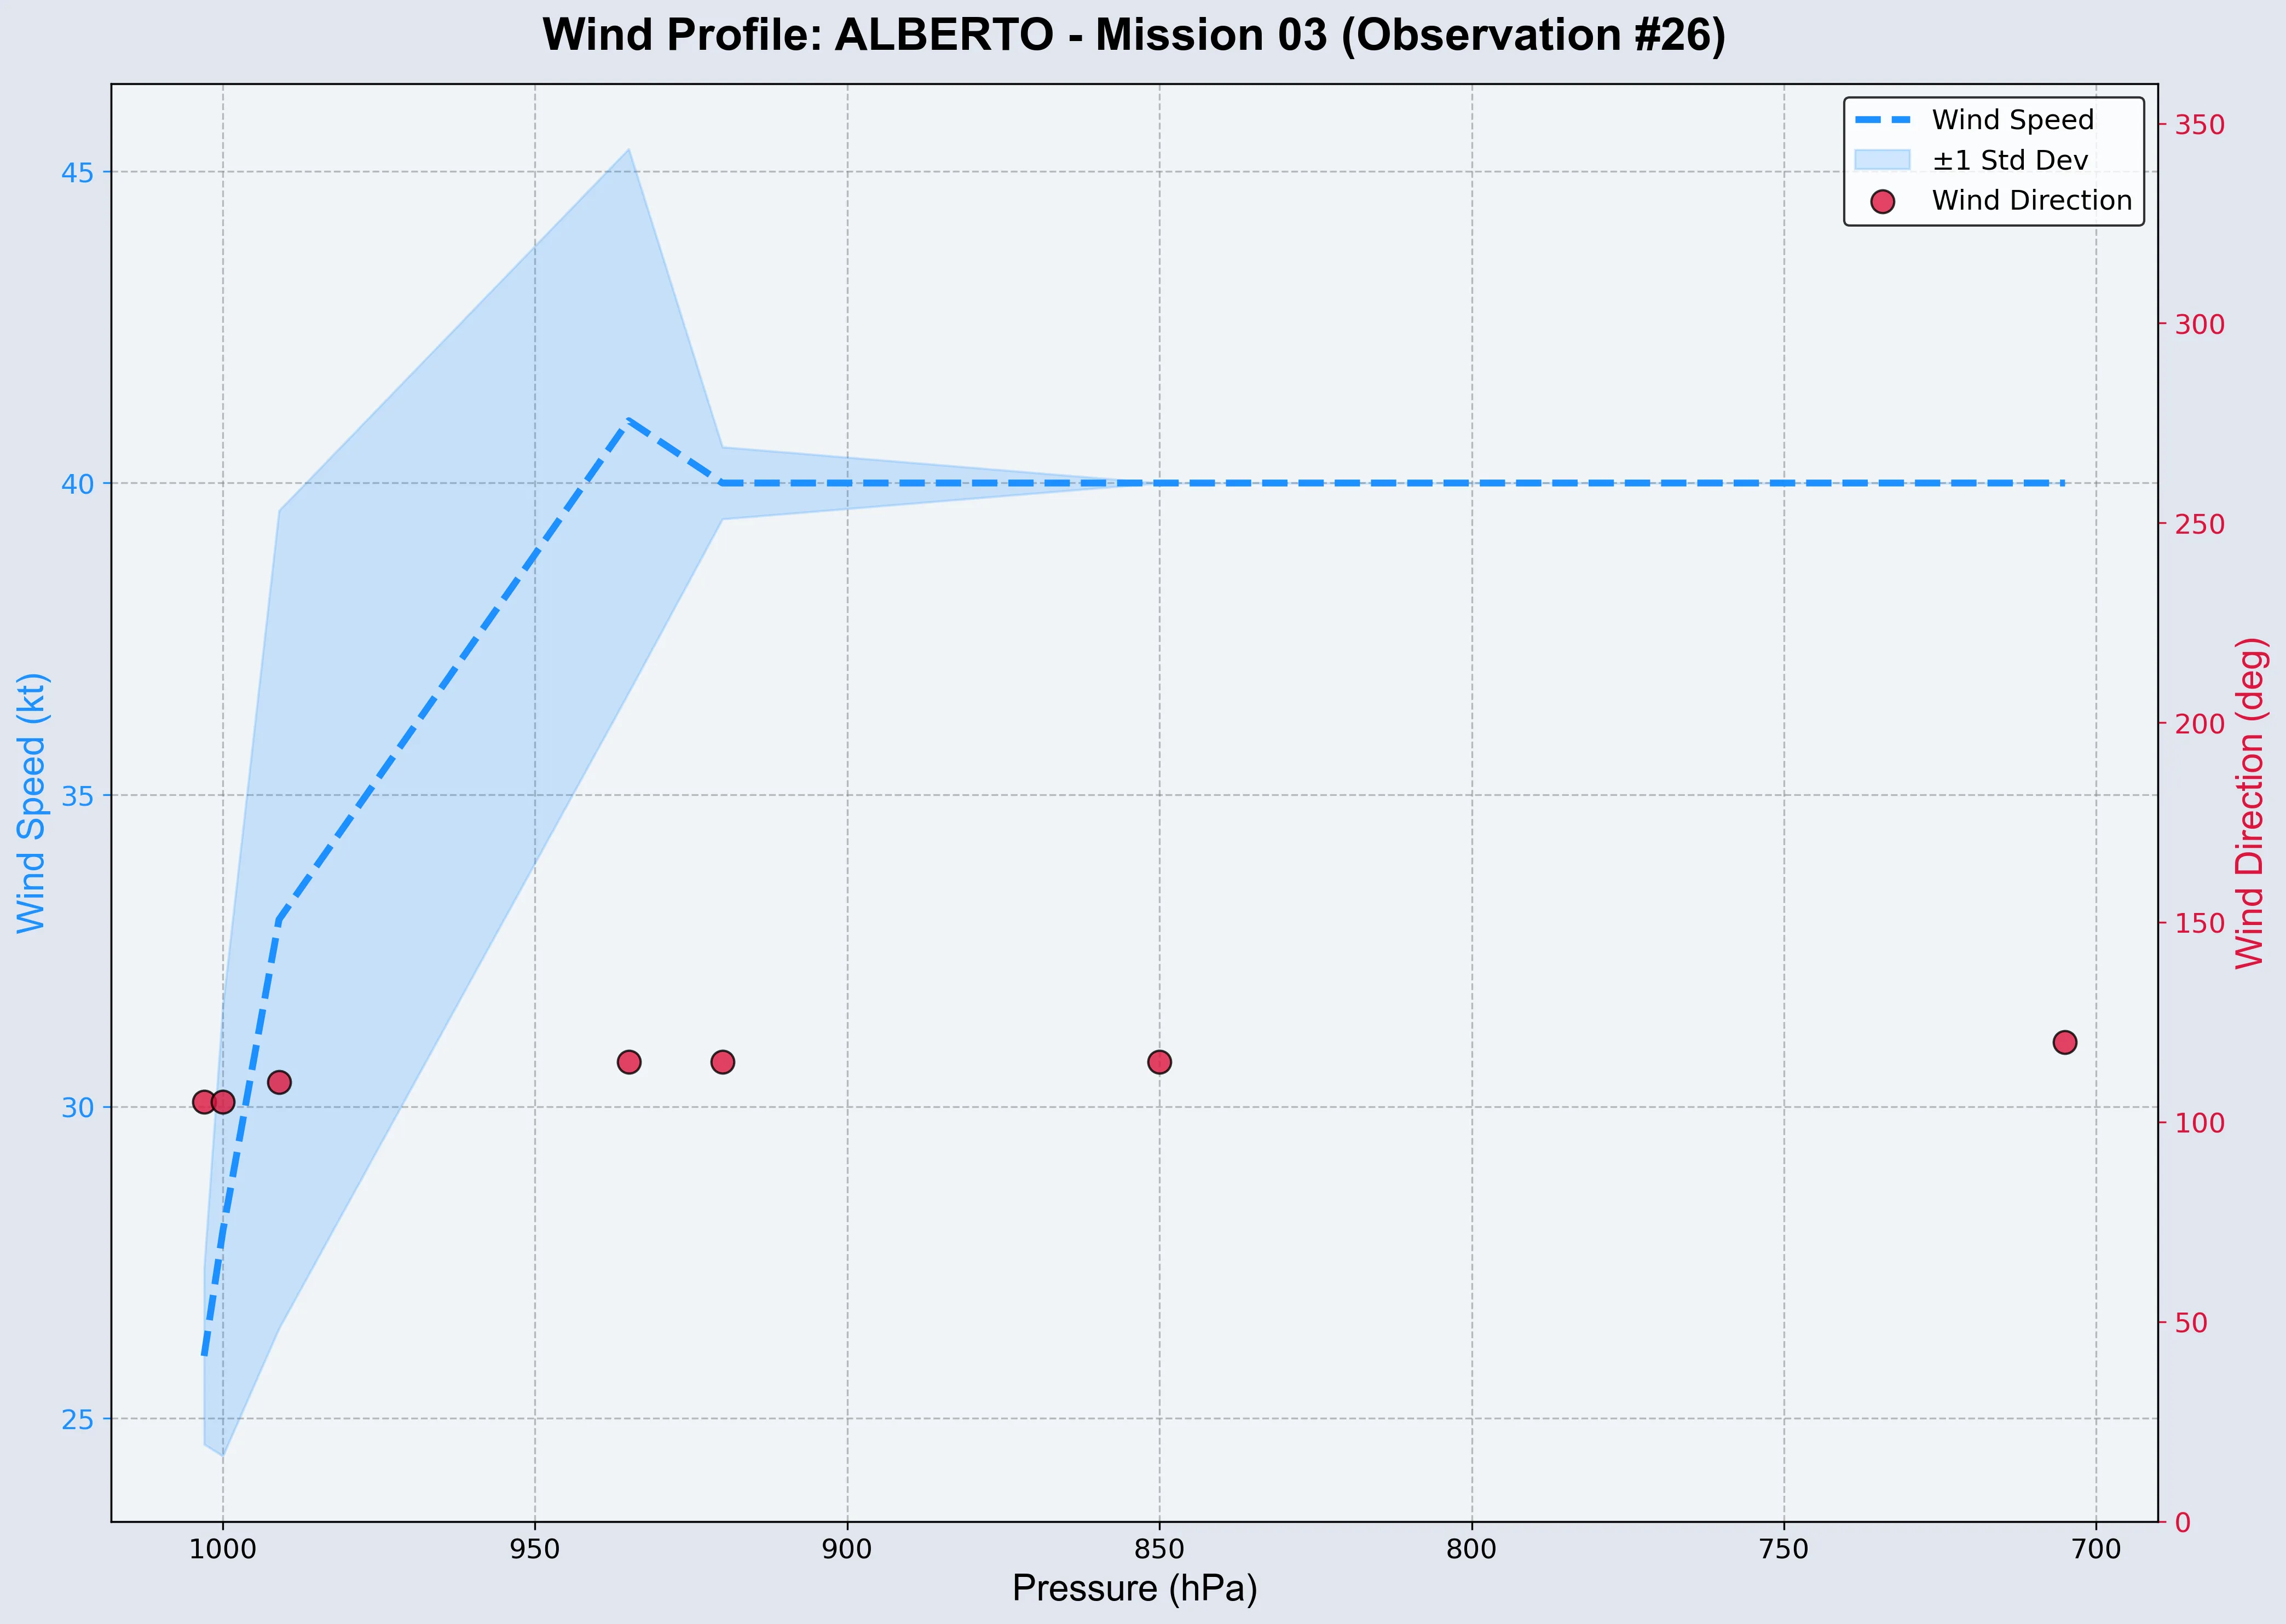 Wind Profile: ALBERTO - Mission 03 (Observation #26)
Wind Speed
±1 Std Dev
Wind Direction
Wind Speed (kt)
45
40
35
30
25
350
300
250
200
150
100
50
0
Wind Direction (deg)
1000 950 900 850 800 750 700
Pressure (hPa)